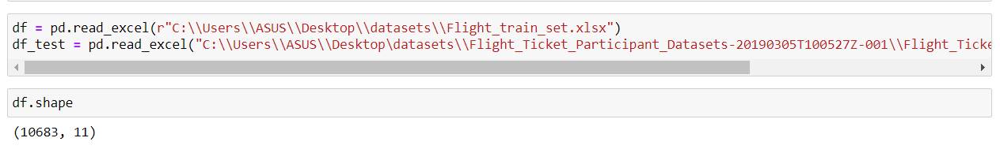 df = pd.read_excel(r"C:\\Users\\ASUS\\Desktop\\datasets\\Flight_train_set.xlsx")
df_test = pd.read_excel("C:\\Users\\ASUS\\Desktop\datasets\\Flight_Ticket_Participant_Datasets-20190305T100527Z-001\\Flight_Ticke
df.shape
(10683, 11)